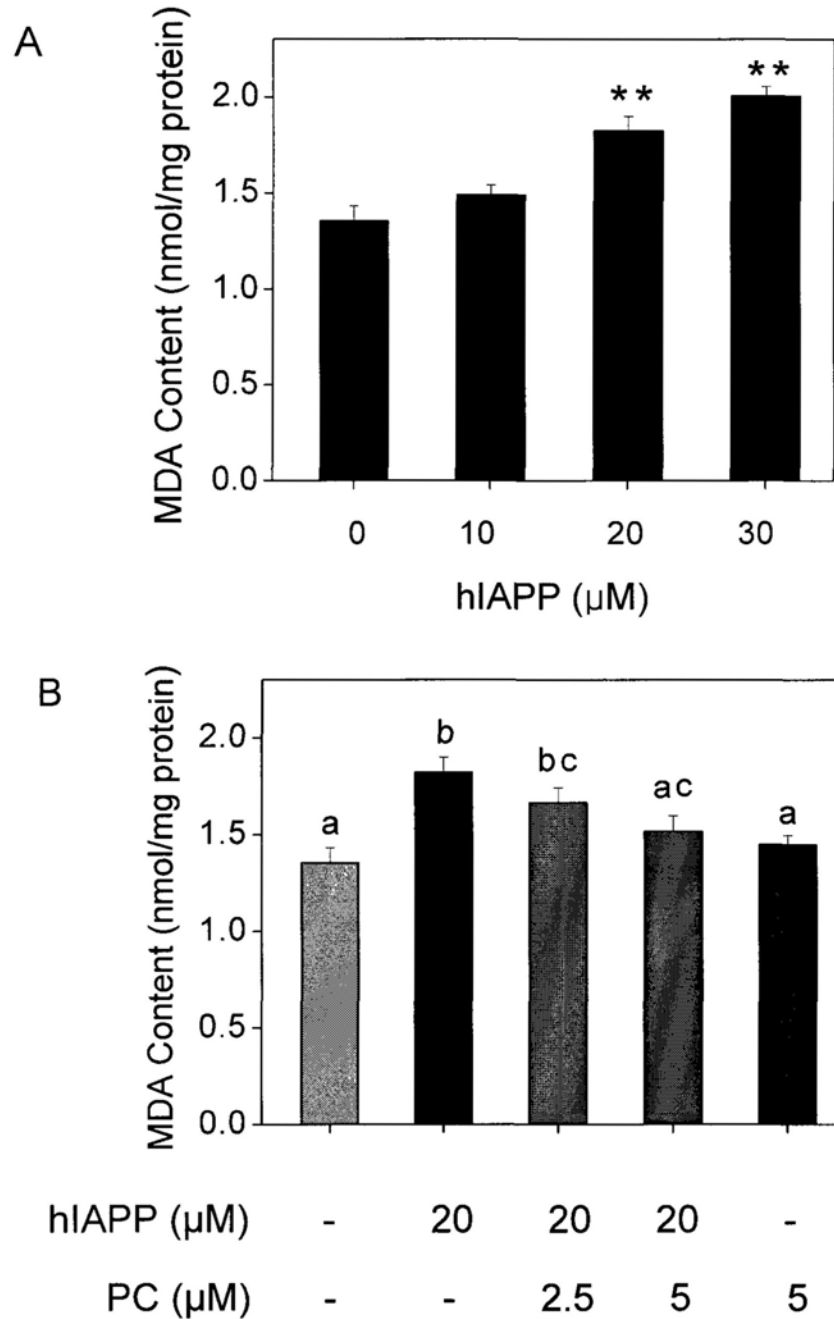 A
MDA Content (nmol/mg protein)
2.0
1.5
1.0
0.5
0.0
** **
0 10 20 30
hIAPP (μM)
B
MDA Content (nmol/mg protein)
2.0
1.5
1.0
0.5
0.0
a b bc ac a
hIAPP (μM) - 20 20 20 -
PC (μM) - - 2.5 5 5